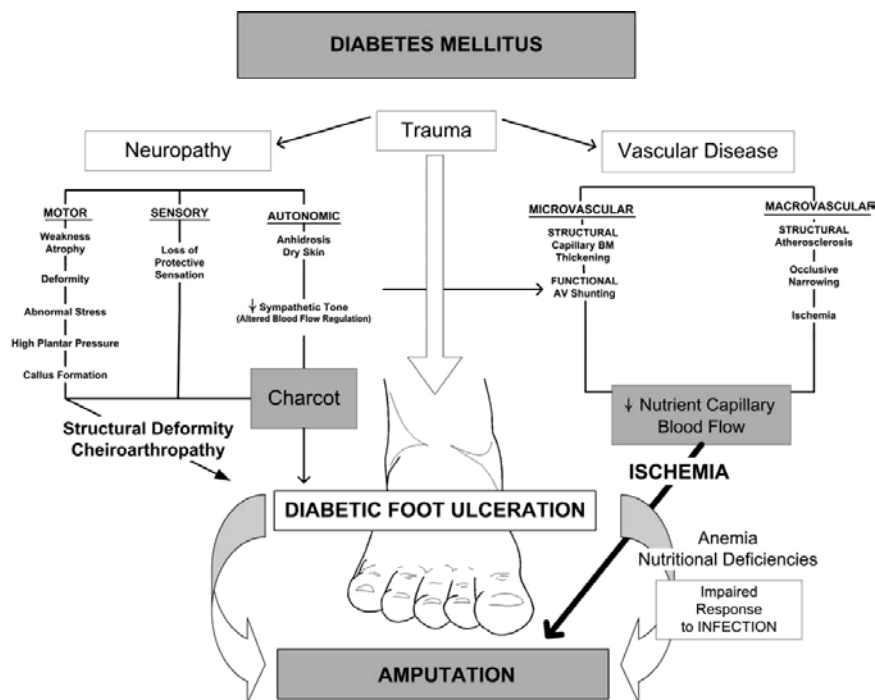 DIABETES MELLITUS
Trauma
Neuropathy
Vascular Disease
MOTOR
Weakness
Atrophy
Deformity
Abnormal Stress
High Plantar Pressure
Callus Formation
SENSORY
Loss of
Protective
Sensation
AUTONOMIC
Anhidrosis
Dry Skin
↓ Sympathetic Tone
(Altered Blood Flow Regulation)
MICROVASCULAR
STRUCTURAL
Capillary BM
Thickening
FUNCTIONAL
AV Shunting
MACROVASCULAR
STRUCTURAL
Atherosclerosis
Occlusive
Narrowing
Ischemia
Charcot
Structural Deformity
Cheiroarthropathy
↓ Nutrient Capillary
Blood Flow
ISCHEMIA
DIABETIC FOOT ULCERATION
Anemia
Nutritional Deficiencies
Impaired
Response
to INFECTION
AMPUTATION